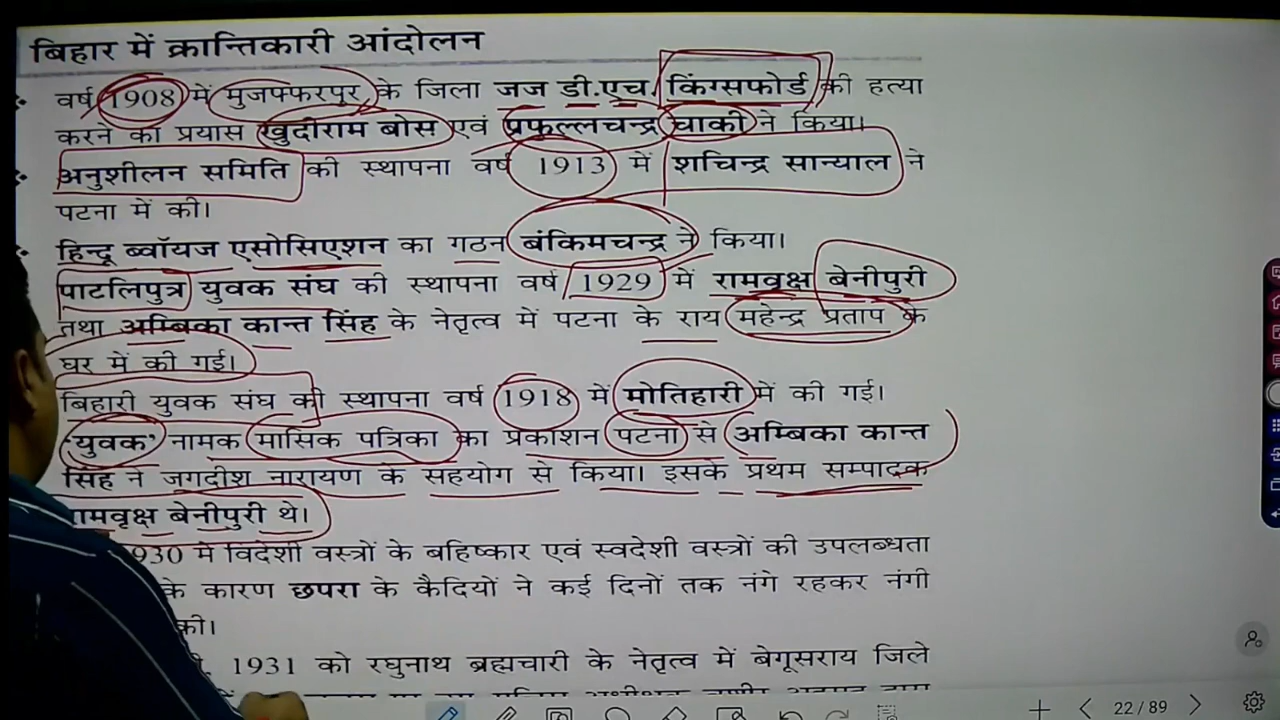 बिहार में क्रान्तिकारी आंदोलन
वर्ष 1908 में मुजफ्फरपुर के जिला जज डी.एच. किंग्सफोर्ड की हत्या
करने का प्रयास खुदीराम बोस एवं प्रफुल्लचन्द्र चाकी ने किया।
अनुशीलन समिति की स्थापना वर्ष 1913 में शचिन्द्र सान्याल ने
पटना में की।
हिन्दू ब्वॉयज एसोसिएशन का गठन बंकिमचन्द्र ने किया।
पाटलिपुत्र युवक संघ की स्थापना वर्ष 1929 में रामवृक्ष बेनीपुरी
तथा अम्बिका कान्त सिंह के नेतृत्व में पटना के राय महेन्द्र प्रताप के
घर में की गई।
बिहारी युवक संघ की स्थापना वर्ष 1918 में मोतिहारी में की गई।
'युवक' नामक मासिक पत्रिका का प्रकाशन पटना से अम्बिका कान्त
सिंह ने जगदीश नारायण के सहयोग से किया। इसके प्रथम सम्पादक
रामवृक्ष बेनीपुरी थे।
1930 में विदेशी वस्त्रों के बहिष्कार एवं स्वदेशी वस्त्रों की उपलब्धता
के कारण छपरा के कैदियों ने कई दिनों तक नंगे रहकर नंगी
की।
1931 को रघुनाथ ब्रह्मचारी के नेतृत्व में बेगूसराय जिले
22/89